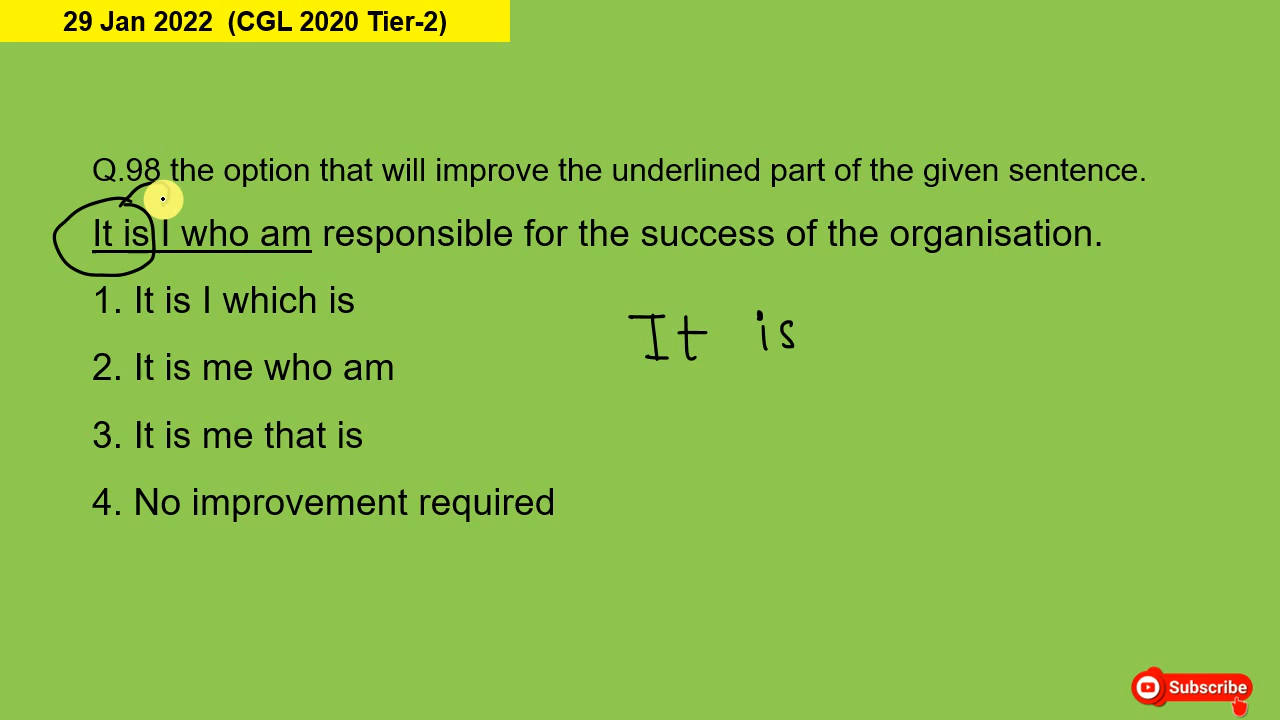 29 Jan 2022 (CGL 2020 Tier-2)
Q.98 the option that will improve the underlined part of the given sentence.
It is I who am responsible for the success of the organisation.
1. It is I which is
It is
2. It is me who am
3. It is me that is
4. No improvement required
Subscribe